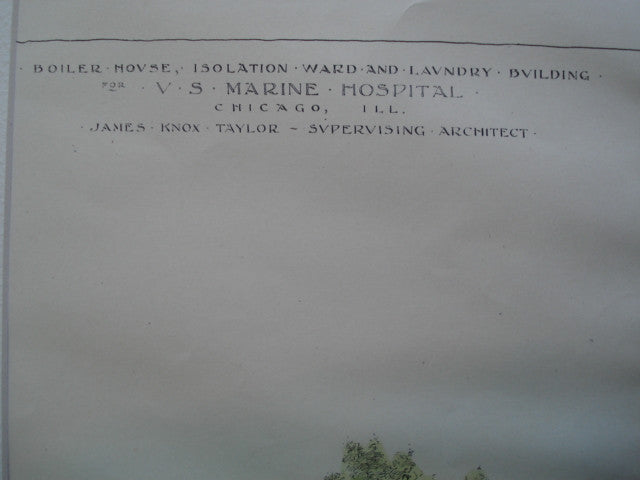 · BOILER · HOVSE, · ISOLATION · WARD · AND · LAVNDRY · BVILDING ·
FOR · V · S · MARINE · HOSPITAL ·
CHICAGO, ILL.
· JAMES · KNOX · TAYLOR ~ SVPERVISING · ARCHITECT ·